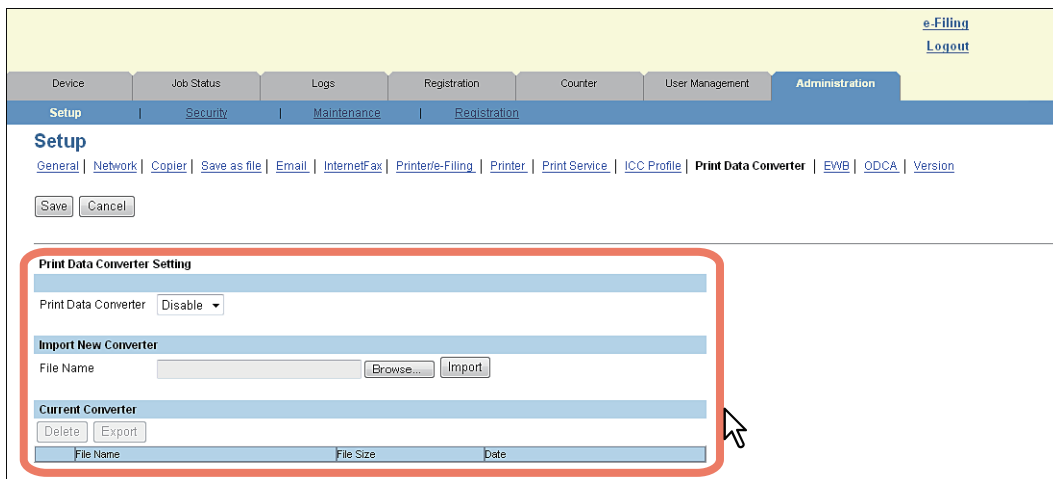 e-Filing
Logout
Device Job Status Logs Registration Counter User Management Administration
Setup | Security | Maintenance | Registration
Setup
General | Network | Copier | Save as file | Email | InternetFax | Printer/e-Filing | Printer | Print Service | ICC Profile | Print Data Converter | EWB | ODCA | Version
Save Cancel
Print Data Converter Setting
Print Data Converter Disable
Import New Converter
File Name Browse... Import
Current Converter
Delete Export
File Name File Size Date